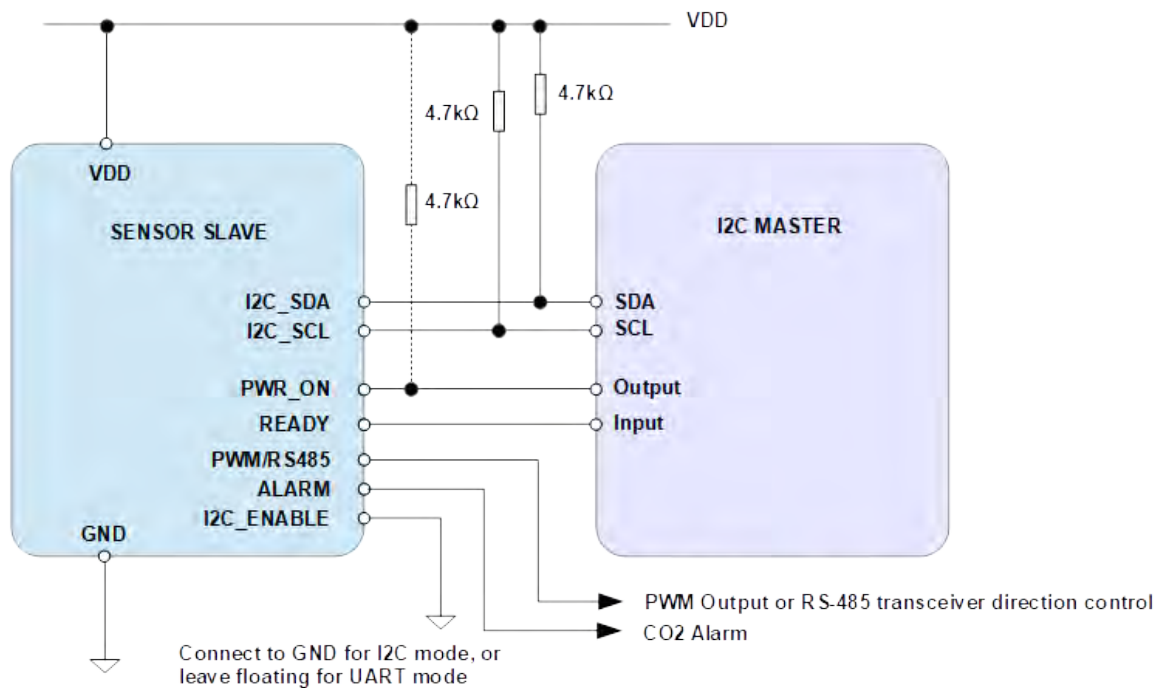 VDD
4.7kΩ
4.7kΩ
4.7kΩ
VDD
SENSOR SLAVE
I2C MASTER
I2C_SDA
SDA
I2C_SCL
SCL
PWR_ON
Output
READY
Input
PWM/RS485
ALARM
I2C_ENABLE
GND
PWM Output or RS-485 transceiver direction control
CO2 Alarm
Connect to GND for I2C mode, or
leave floating for UART mode